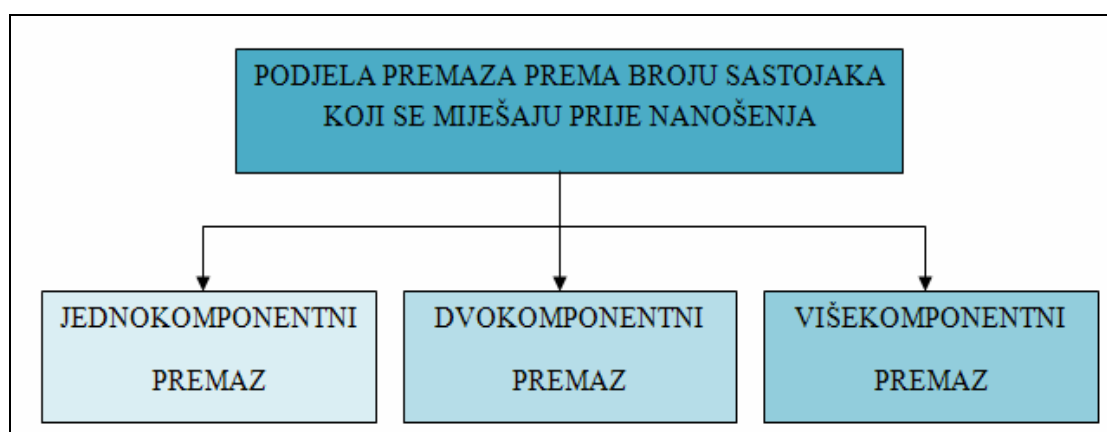 PODJELA PREMAZA PREMA BROJU SASTOJAKA
KOJI SE MIJEŠAJU PRIJE NANOŠENJA
JEDNOKOMPONENTNI
PREMAZ
DVOKOMPONENTNI
PREMAZ
VIŠEKOMPONENTNI
PREMAZ